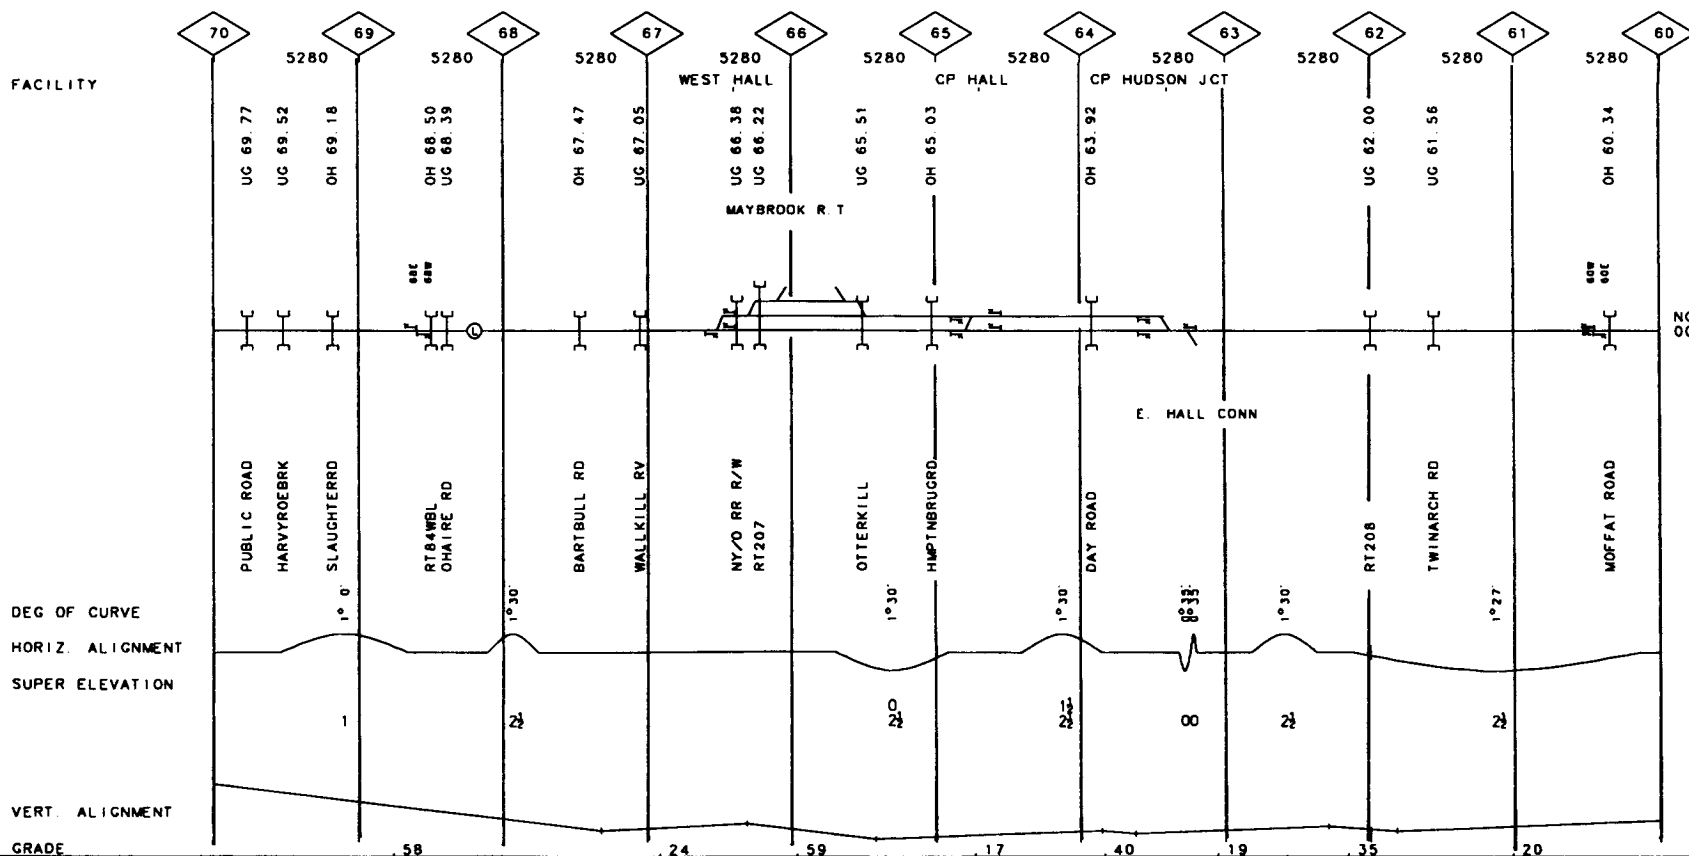 70 69 68 67 66 65 64 63 62 61 60
5280 5280 5280 5280 5280 5280 5280 5280 5280 5280
FACILITY
WEST HALL CP HALL CP HUDSON JCT
UG 69.77
UG 69.52
OH 69.18
OH 68.50
UG 68.39
OH 67.47
UG 67.05
UG 66.38
UG 66.22
UG 65.51
OH 65.03
OH 63.92
UG 62.00
UG 61.56
OH 60.34
MAYBROOK R.T
68E
68W
60W
60E
L
E. HALL CONN
PUBLIC ROAD
HARVYROEBRK
SLAUGHTERRD
RT84WBL
OHAIRE RD
BARTBULL RD
WALLKILL RV
NY/O RR R/W
RT207
OTTERKILL
HMPTNBRUGRD
DAY ROAD
RT208
TWINARCH RD
MOFFAT ROAD
DEG OF CURVE
1° 0' 1°30' 1°30' 1°30' 1°30' 1°27'
HORIZ. ALIGNMENT
SUPER ELEVATION
0 1½
1 2½ 2½ 2½ 00 2½ 2½
VERT. ALIGNMENT
GRADE .58 .24 .59 .17 .40 .19 .35 .20